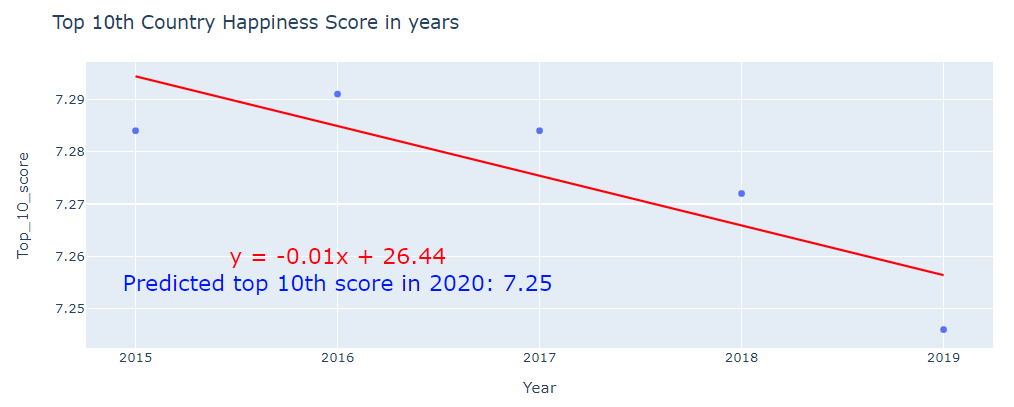 Top 10th Country Happiness Score in years
7.29
7.28
7.27
7.26
7.25
Top_10_score
y = -0.01x + 26.44
Predicted top 10th score in 2020: 7.25
2015 2016 2017 2018 2019
Year